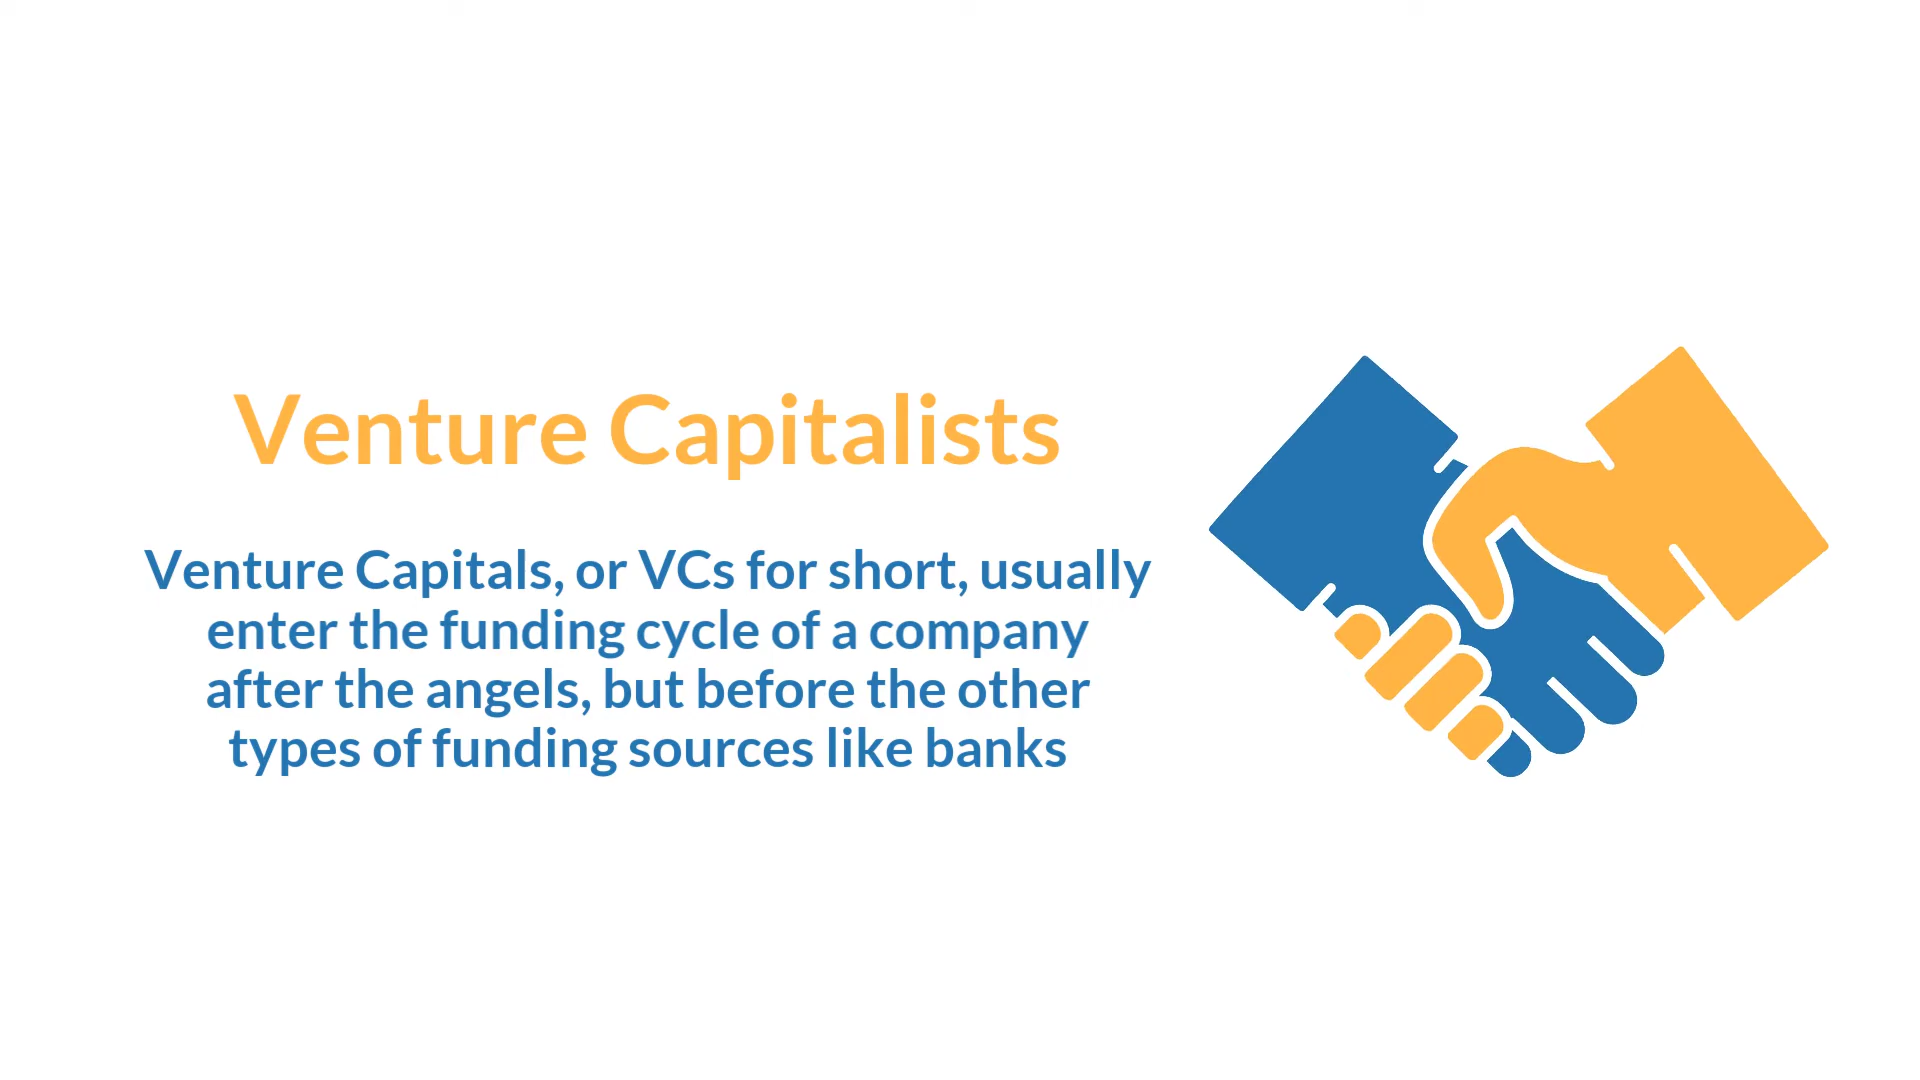 Venture Capitalists
Venture Capitals, or VCs for short, usually
enter the funding cycle of a company
after the angels, but before the other
types of funding sources like banks